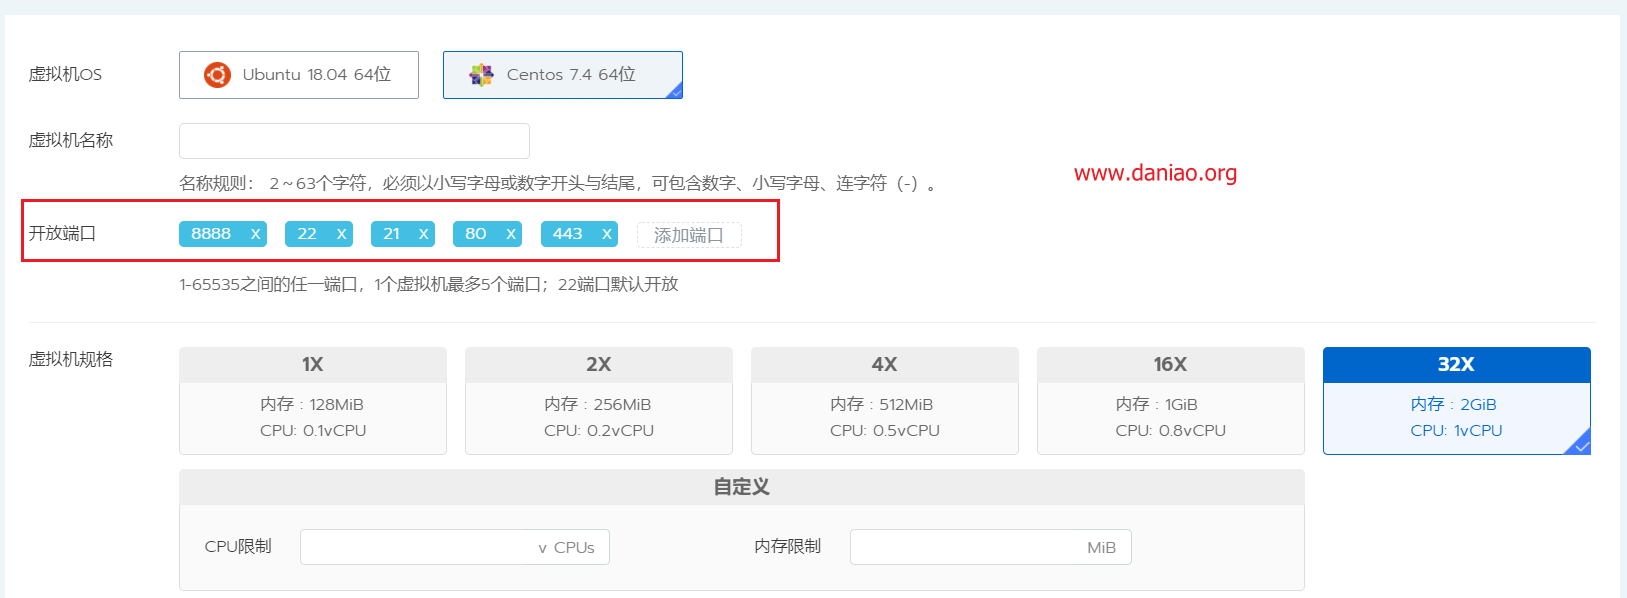 虚拟机OS Ubuntu 18.04 64位 Centos 7.4 64位
虚拟机名称
www.daniao.org
名称规则： 2～63个字符，必须以小写字母或数字开头与结尾，可包含数字、小写字母、连字符（-）。
开放端口 8888 X 22 X 21 X 80 X 443 X 添加端口
1-65535之间的任一端口，1个虚拟机最多5个端口；22端口默认开放
虚拟机规格 1X 2X 4X 16X 32X
内存 : 128MiB 内存 : 256MiB 内存 : 512MiB 内存 : 1GiB 内存 : 2GiB
CPU: 0.1vCPU CPU: 0.2vCPU CPU: 0.5vCPU CPU: 0.8vCPU CPU: 1vCPU
自定义
CPU限制 v CPUs 内存限制 MiB